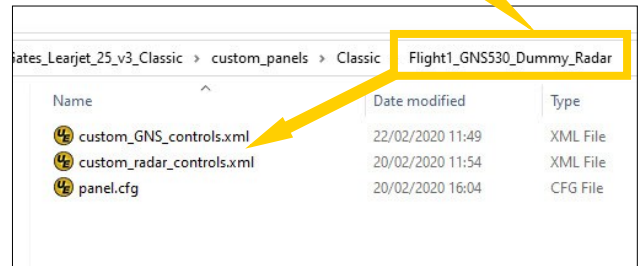 iates_Learjet_25_v3_Classic > custom_panels > Classic Flight1_GNS530_Dummy_Radar
Name Date modified Type
custom_GNS_controls.xml 22/02/2020 11:49 XML File
custom_radar_controls.xml 20/02/2020 11:54 XML File
panel.cfg 20/02/2020 16:04 CFG File